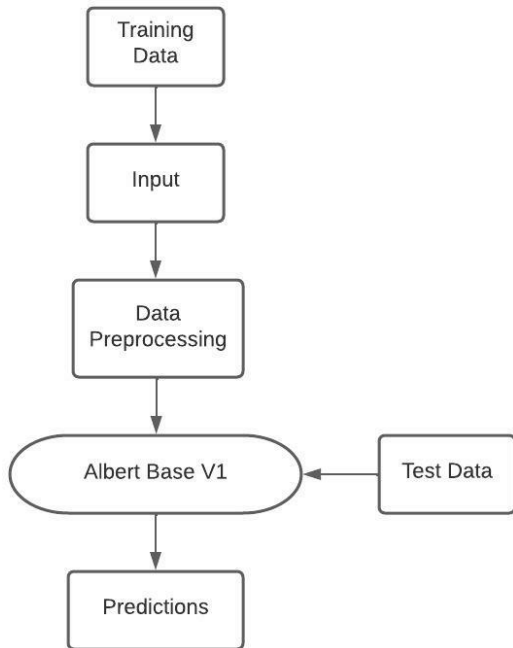 Training
Data
Input
Data
Preprocessing
Albert Base V1
Test Data
Predictions